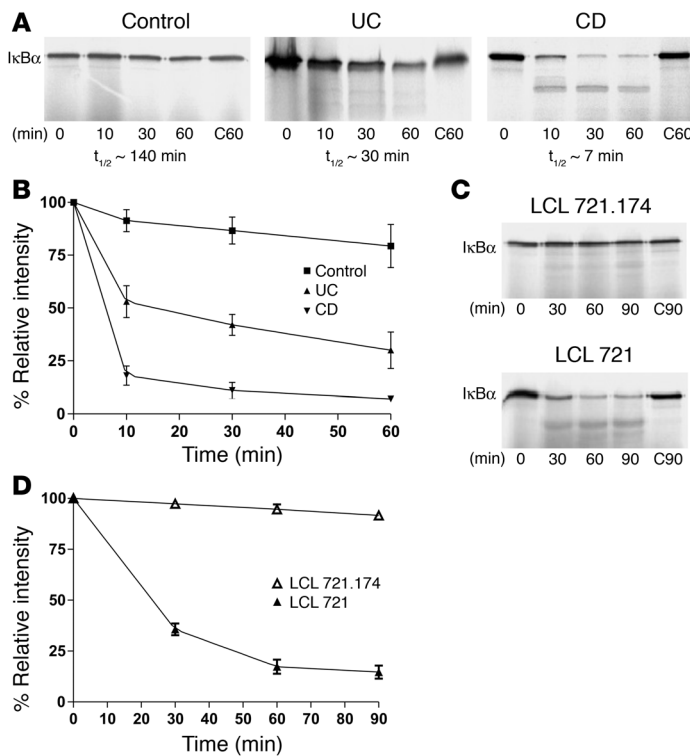 A
Control UC CD
IκBα
(min) 0 10 30 60 C60 0 10 30 60 C60 0 10 30 60 C60
t1/2 ~ 140 min t1/2 ~ 30 min t1/2 ~ 7 min
B
% Relative intensity
100
75
50
25
0
Control
UC
CD
0 10 20 30 40 50 60
Time (min)
C
LCL 721.174
IκBα
(min) 0 30 60 90 C90
LCL 721
IκBα
(min) 0 30 60 90 C90
D
% Relative intensity
100
75
50
25
0
LCL 721.174
LCL 721
0 10 20 30 40 50 60 70 80 90
Time (min)